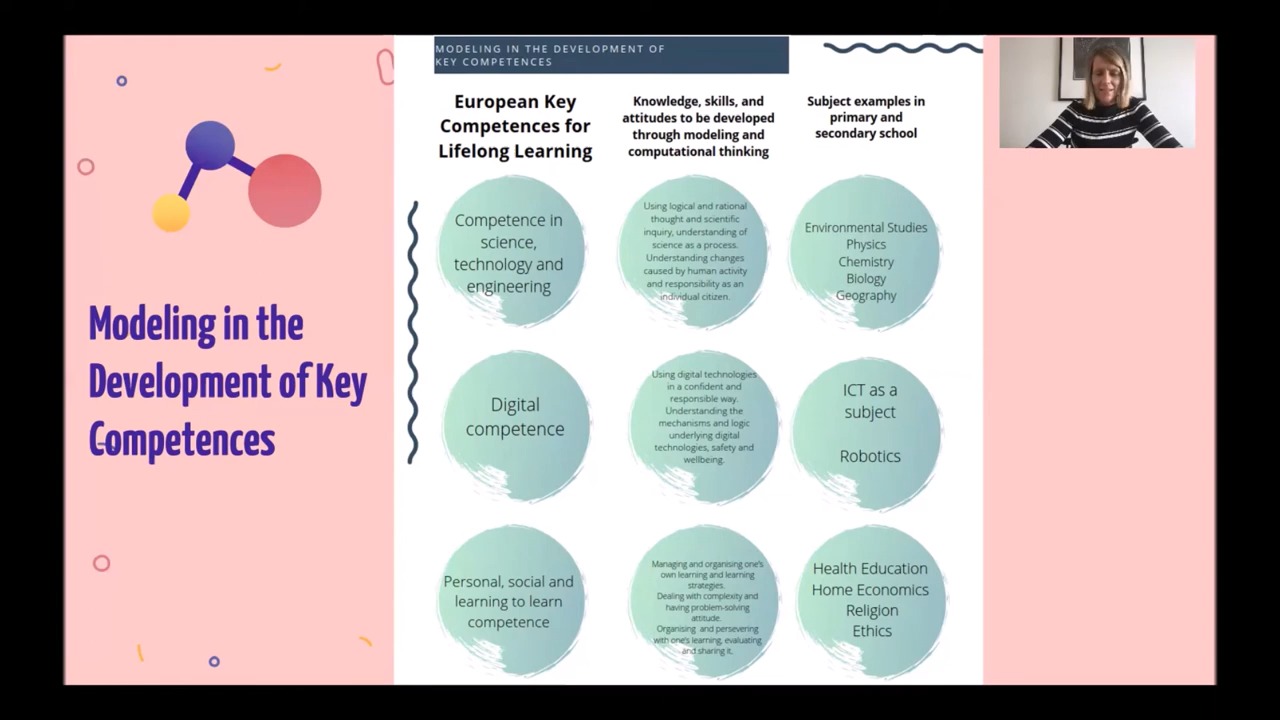 Modeling in the
Development of Key
Competences
MODELING IN THE DEVELOPMENT OF
KEY COMPETENCES
European Key
Competences for
Lifelong Learning
Knowledge, skills, and
attitudes to be developed
through modeling and
computational thinking
Subject examples in
primary and
secondary school
Competence in
science,
technology and
engineering
Using logical and rational
thought and scientific
inquiry, understanding of
science as a process.
Understanding changes
caused by human activity
and responsibility as an
individual citizen.
Environmental Studies
Physics
Chemistry
Biology
Geography
Digital
competence
Using digital technologies
in a confident and
responsible way.
Understanding the
mechanisms and logic
underlying digital
technologies, safety and
wellbeing.
ICT as a
subject
Robotics
Personal, social and
learning to learn
competence
Managing and organising one's
own learning and learning
strategies.
Dealing with complexity and
having problem-solving
attitude.
Organising and persevering
with one's learning, evaluating
and sharing it.
Health Education
Home Economics
Religion
Ethics